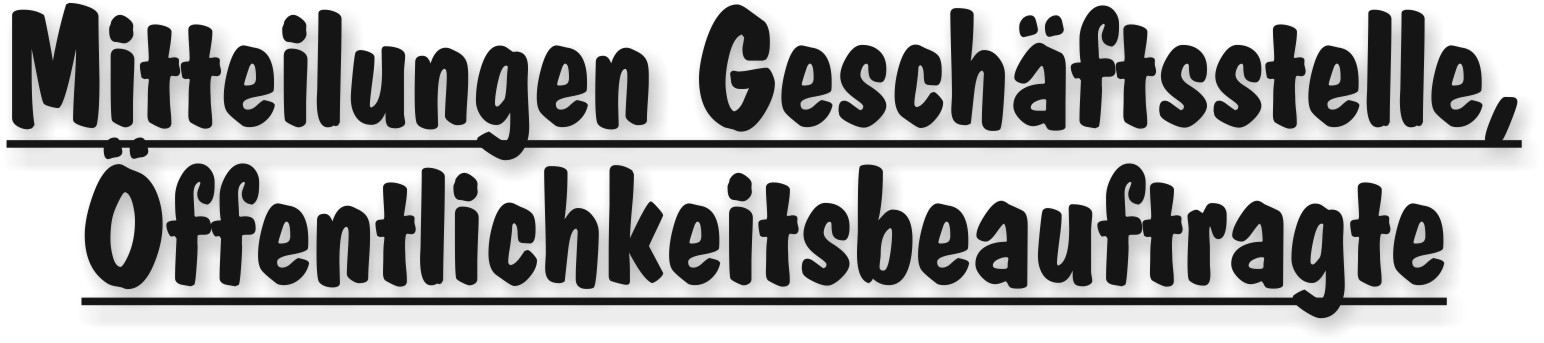 Mitteilungen Geschäftsstelle,
Öffentlichkeitsbeauftragte